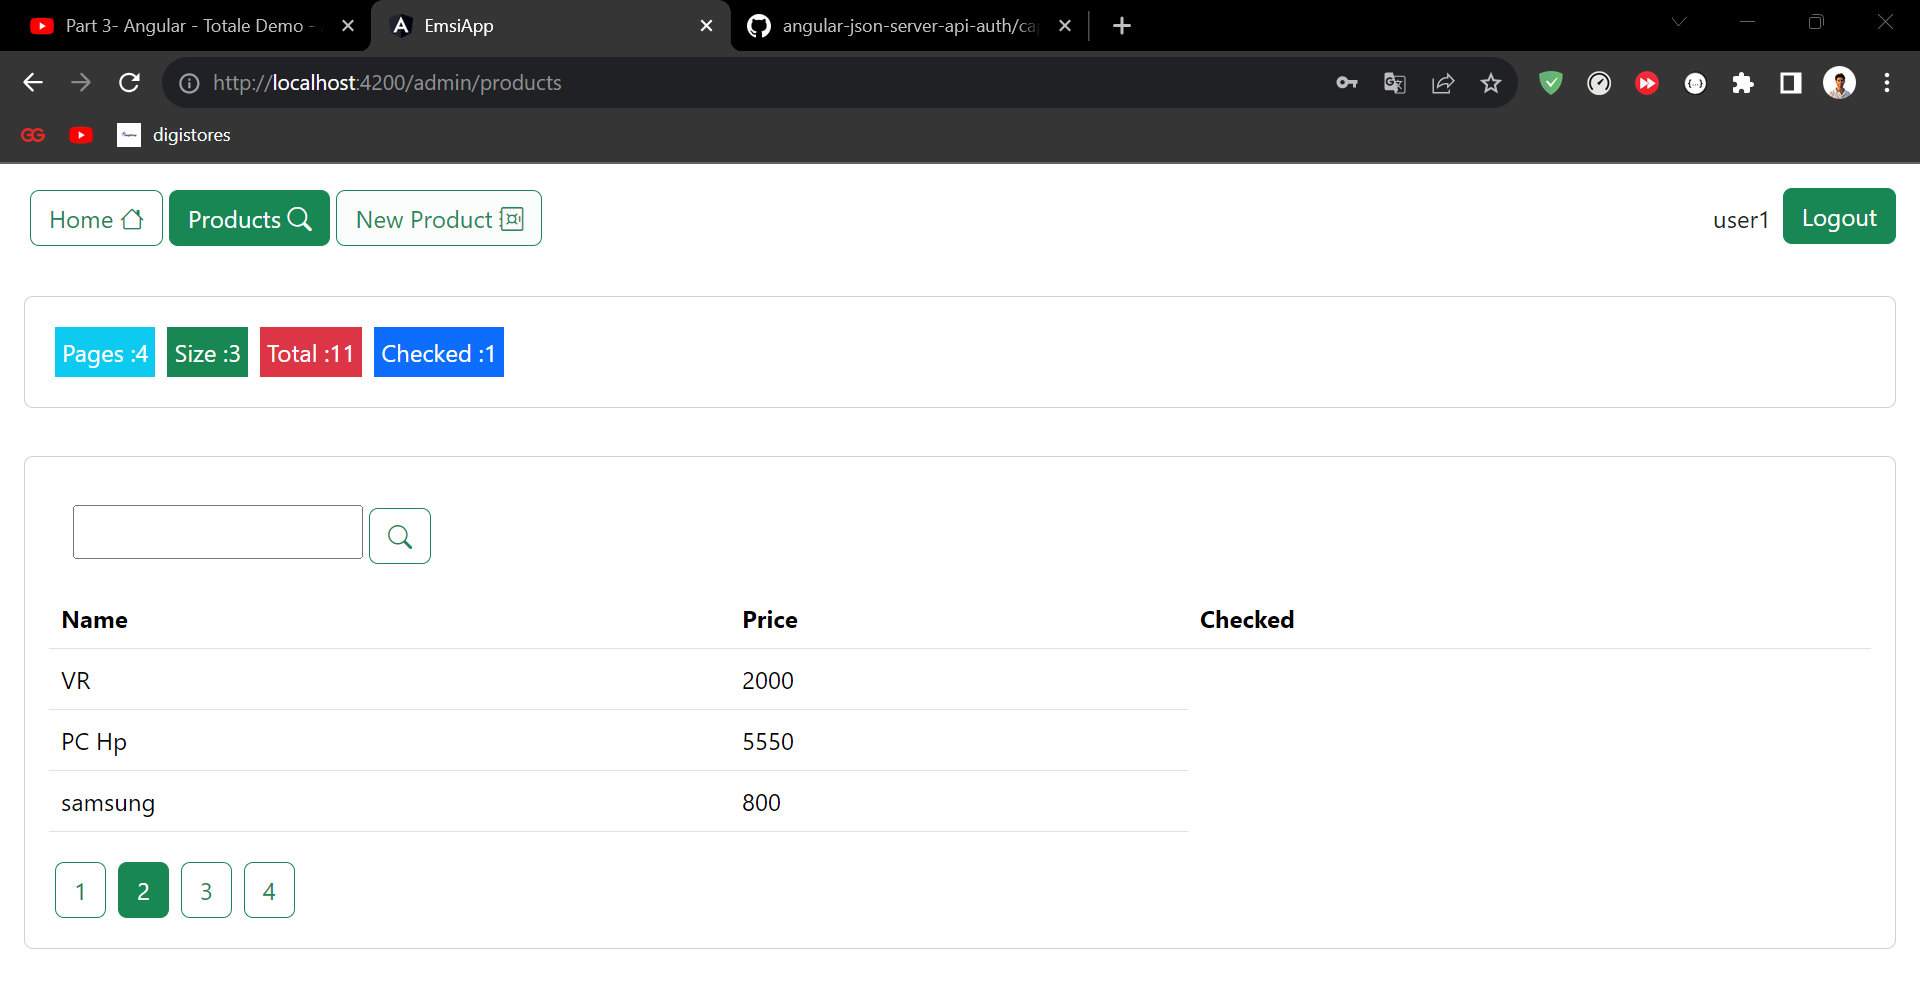 Part 3- Angular - Totale Demo -
EmsiApp
angular-json-server-api-auth/ca
http://localhost:4200/admin/products
digistores
Home
Products
New Product
user1
Logout
Pages :4
Size :3
Total :11
Checked :1
Name Price Checked
VR 2000
PC Hp 5550
samsung 800
1 2 3 4